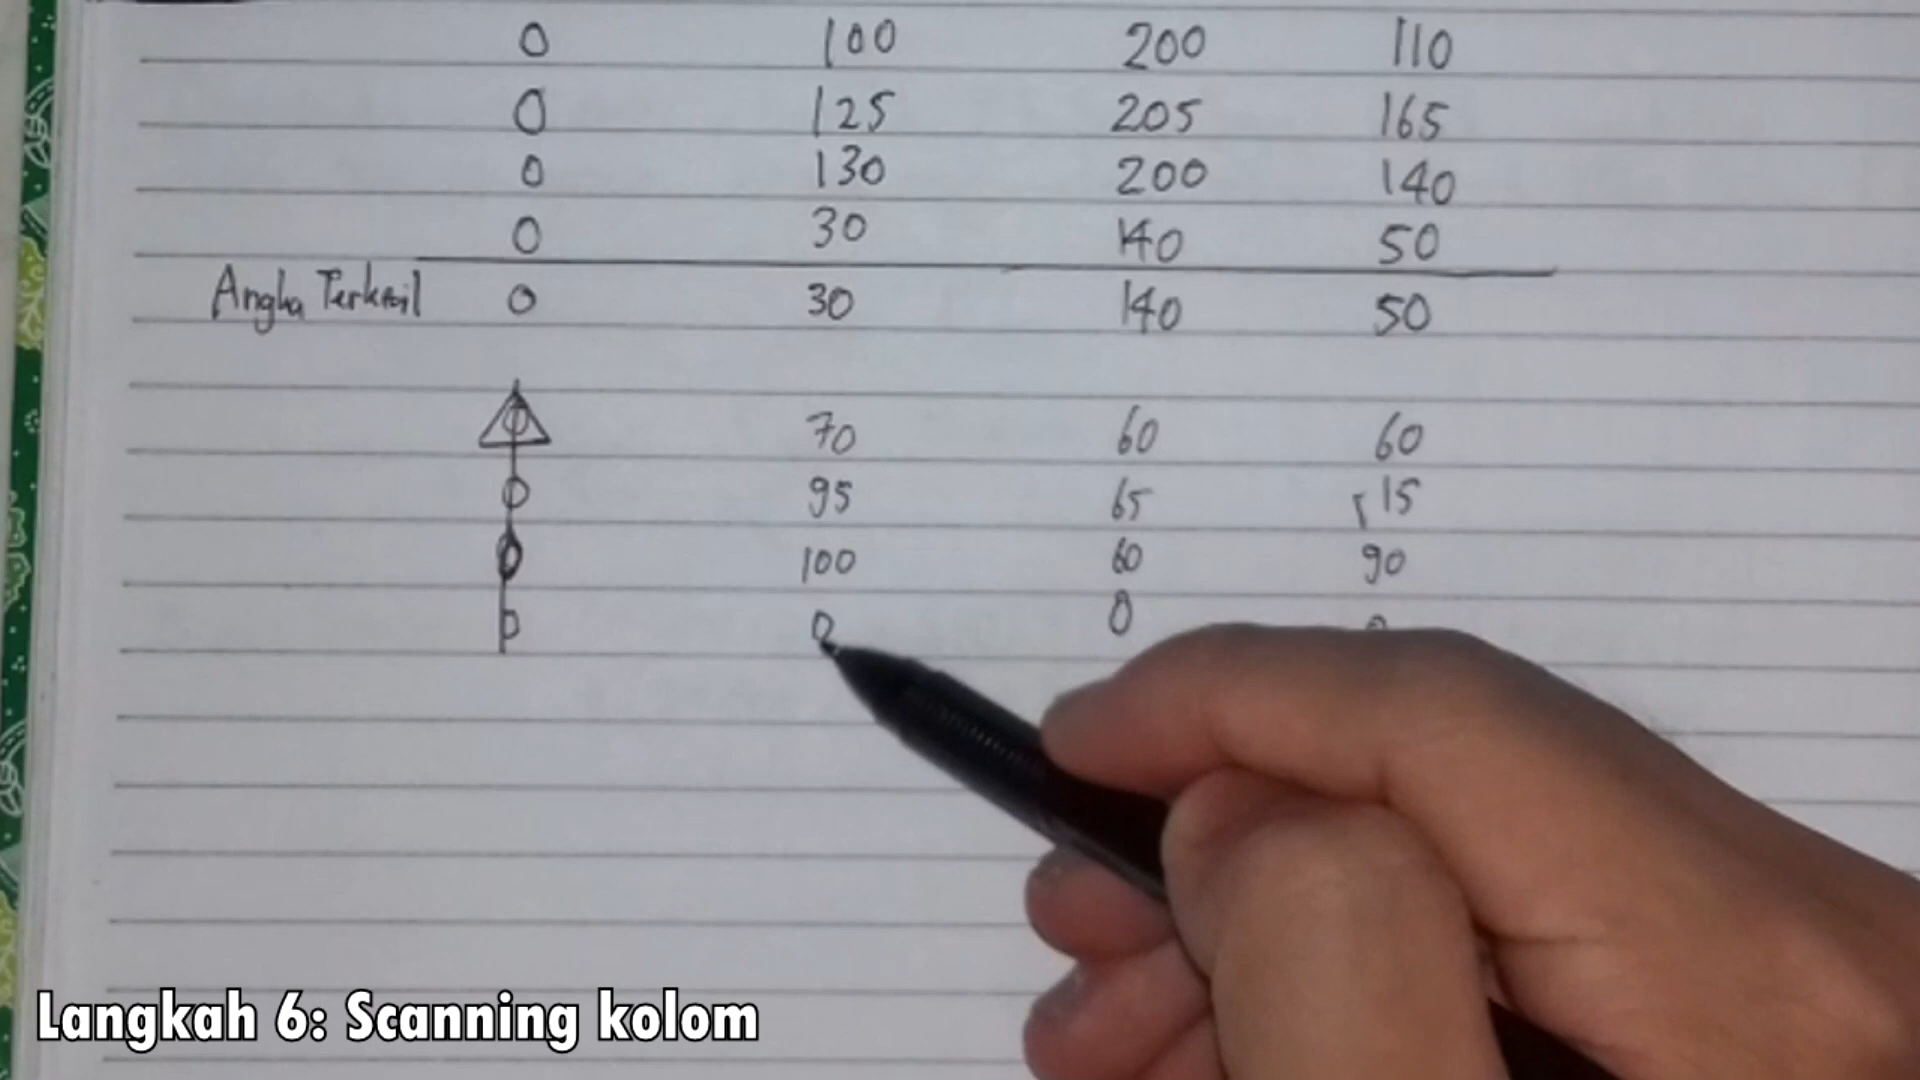 0 100 200 110
0 125 205 165
0 130 200 140
0 30 140 50
Angka Terkecil 0 30 140 50
0 70 60 60
0 95 65 115
0 100 60 90
0 0 0 0
Langkah 6: Scanning kolom